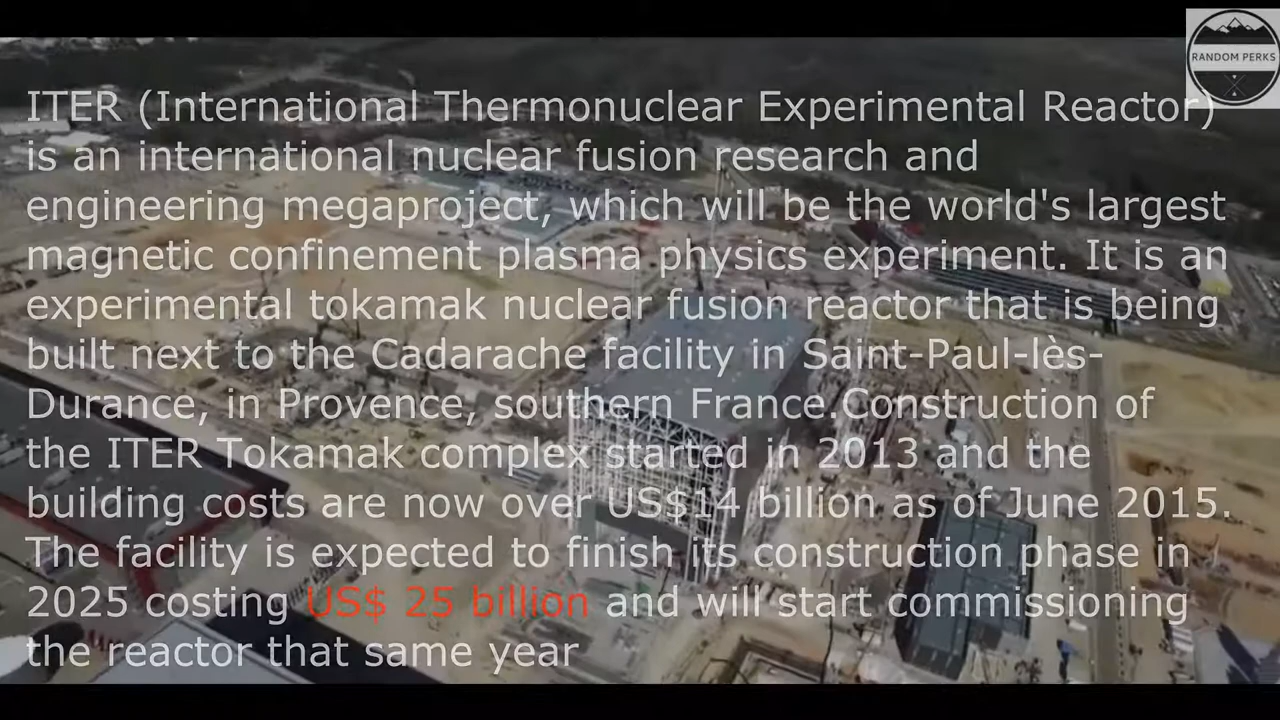 RANDOM PERKS
ITER (International Thermonuclear Experimental Reactor)
is an international nuclear fusion research and
engineering megaproject, which will be the world's largest
magnetic confinement plasma physics experiment. It is an
experimental tokamak nuclear fusion reactor that is being
built next to the Cadarache facility in Saint-Paul-lès-
Durance, in Provence, southern France.Construction of
the ITER Tokamak complex started in 2013 and the
building costs are now over US$14 billion as of June 2015.
The facility is expected to finish its construction phase in
2025 costing US$ 25 billion and will start commissioning
the reactor that same year